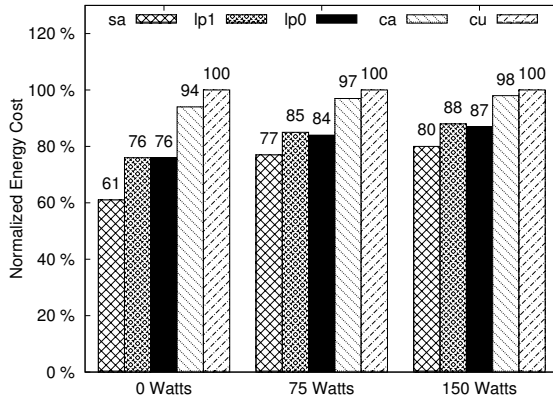 sa lp1 lp0 ca cu
120 %
100 %
80 %
60 %
40 %
20 %
0 %
Normalized Energy Cost
61 76 76 94 100
77 85 84 97 100
80 88 87 98 100
0 Watts 75 Watts 150 Watts